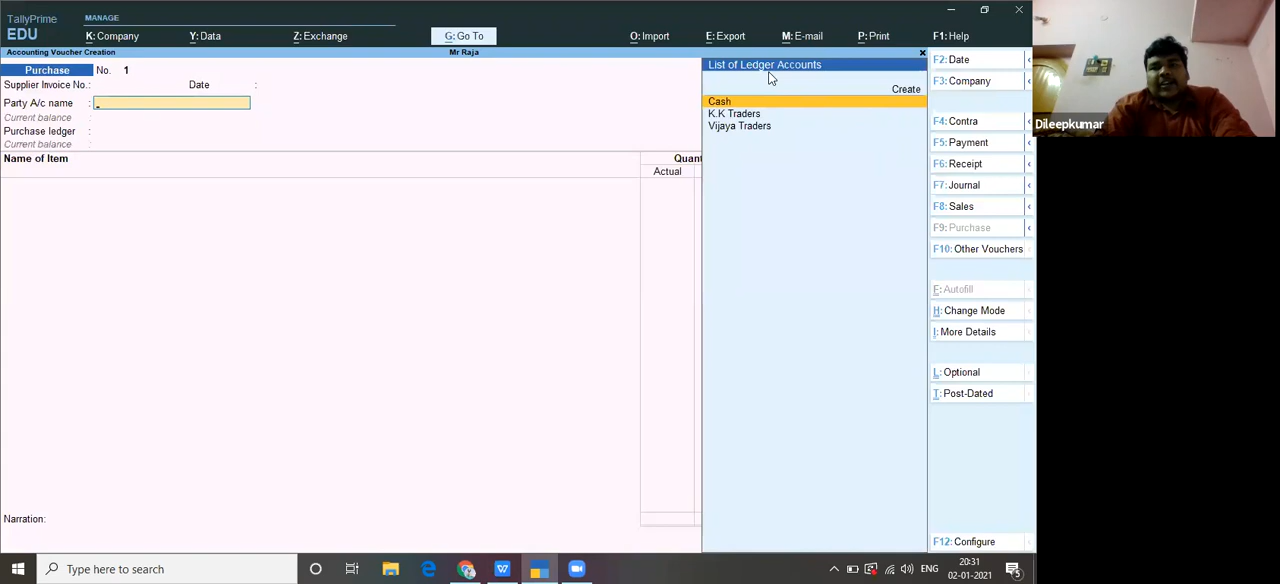 TallyPrime
EDU
MANAGE
K: Company
Y: Data
Z: Exchange
G: Go To
O: Import
E: Export
M: E-mail
P: Print
F1: Help
Accounting Voucher Creation
Mr Raja
Purchase No. 1
Supplier Invoice No.: Date :
Party A/c name :
Current balance :
Purchase ledger :
Current balance :
Name of Item
Quant
Actual
Narration:
List of Ledger Accounts
Create
Cash
K.K Traders
Vijaya Traders
F2: Date
F3: Company
F4: Contra
F5: Payment
F6: Receipt
F7: Journal
F8: Sales
F9: Purchase
F10: Other Vouchers
F: Autofill
H: Change Mode
I: More Details
L: Optional
T: Post-Dated
F12: Configure
Dileepkumar
Type here to search
ENG
20:31
02-01-2021
5